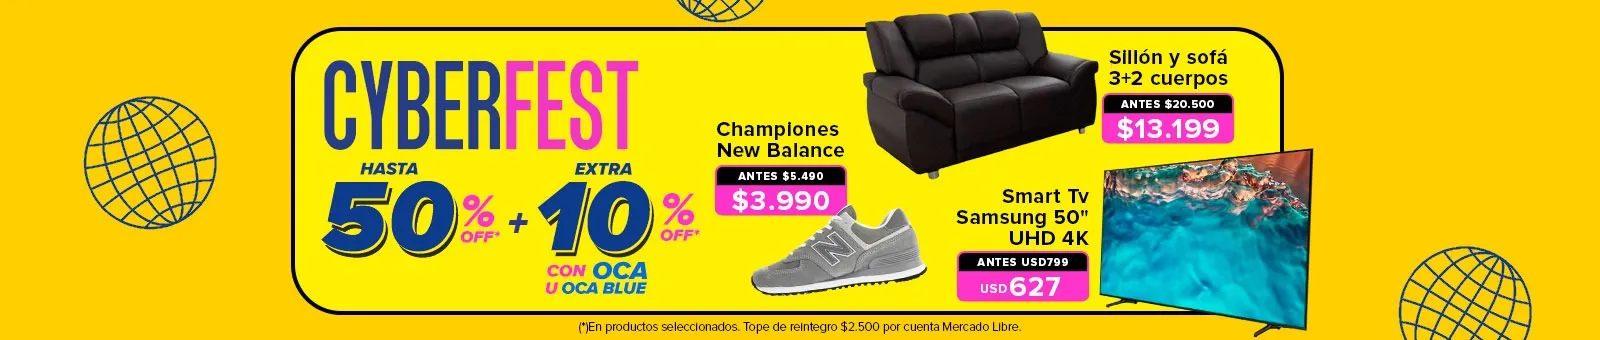 CYBERFEST
HASTA
50%
OFF*
+
EXTRA
10%
OFF*
CON OCA
U OCA BLUE
Championes
New Balance
ANTES $5.490
$3.990
N
Sillón y sofá
3+2 cuerpos
ANTES $20.500
$13.199
Smart Tv
Samsung 50"
UHD 4K
ANTES USD799
USD 627
(*)En productos seleccionados. Tope de reintegro $2.500 por cuenta Mercado Libre.